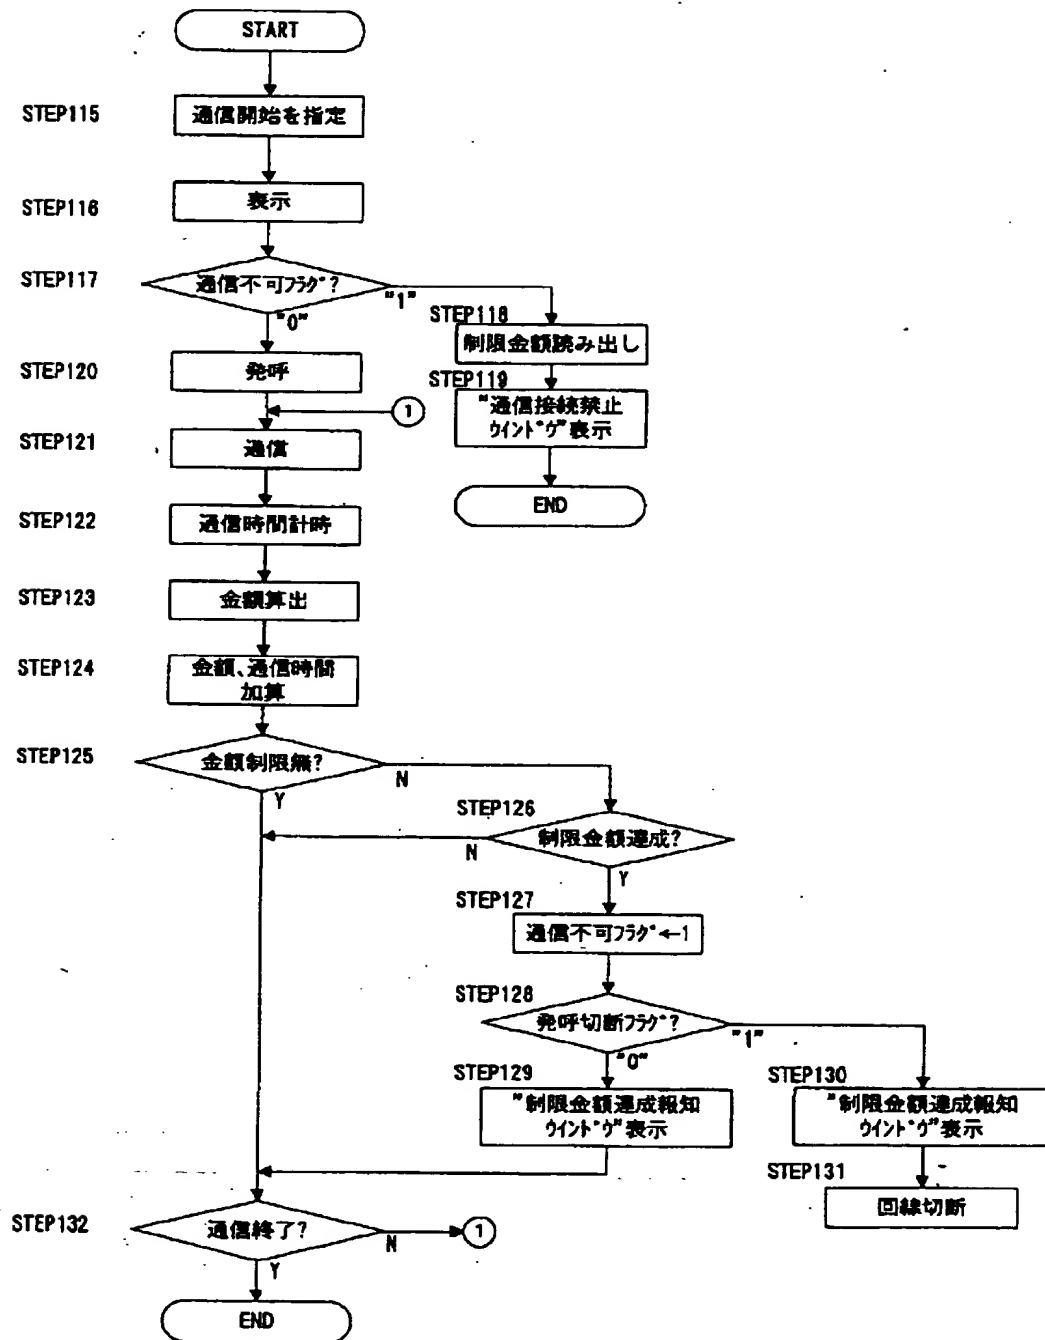 START
STEP115
通信開始を指定
STEP116
表示
STEP117
通信不可ﾌﾗｸﾞ?
"1"
"0"
STEP118
制限金額読み出し
STEP119
"通信接続禁止
ｳｲﾝﾄﾞｳ"表示
END
STEP120
発呼
1
STEP121
通信
STEP122
通信時間計時
STEP123
金額算出
STEP124
金額、通信時間
加算
STEP125
金額制限無?
N
Y
STEP126
制限金額達成?
N
Y
STEP127
通信不可ﾌﾗｸﾞ←1
STEP128
発呼切断ﾌﾗｸﾞ?
"1"
"0"
STEP129
"制限金額達成報知
ｳｲﾝﾄﾞｳ"表示
STEP130
"制限金額達成報知
ｳｲﾝﾄﾞｳ"表示
STEP131
回線切断
STEP132
通信終了?
N
1
Y
END